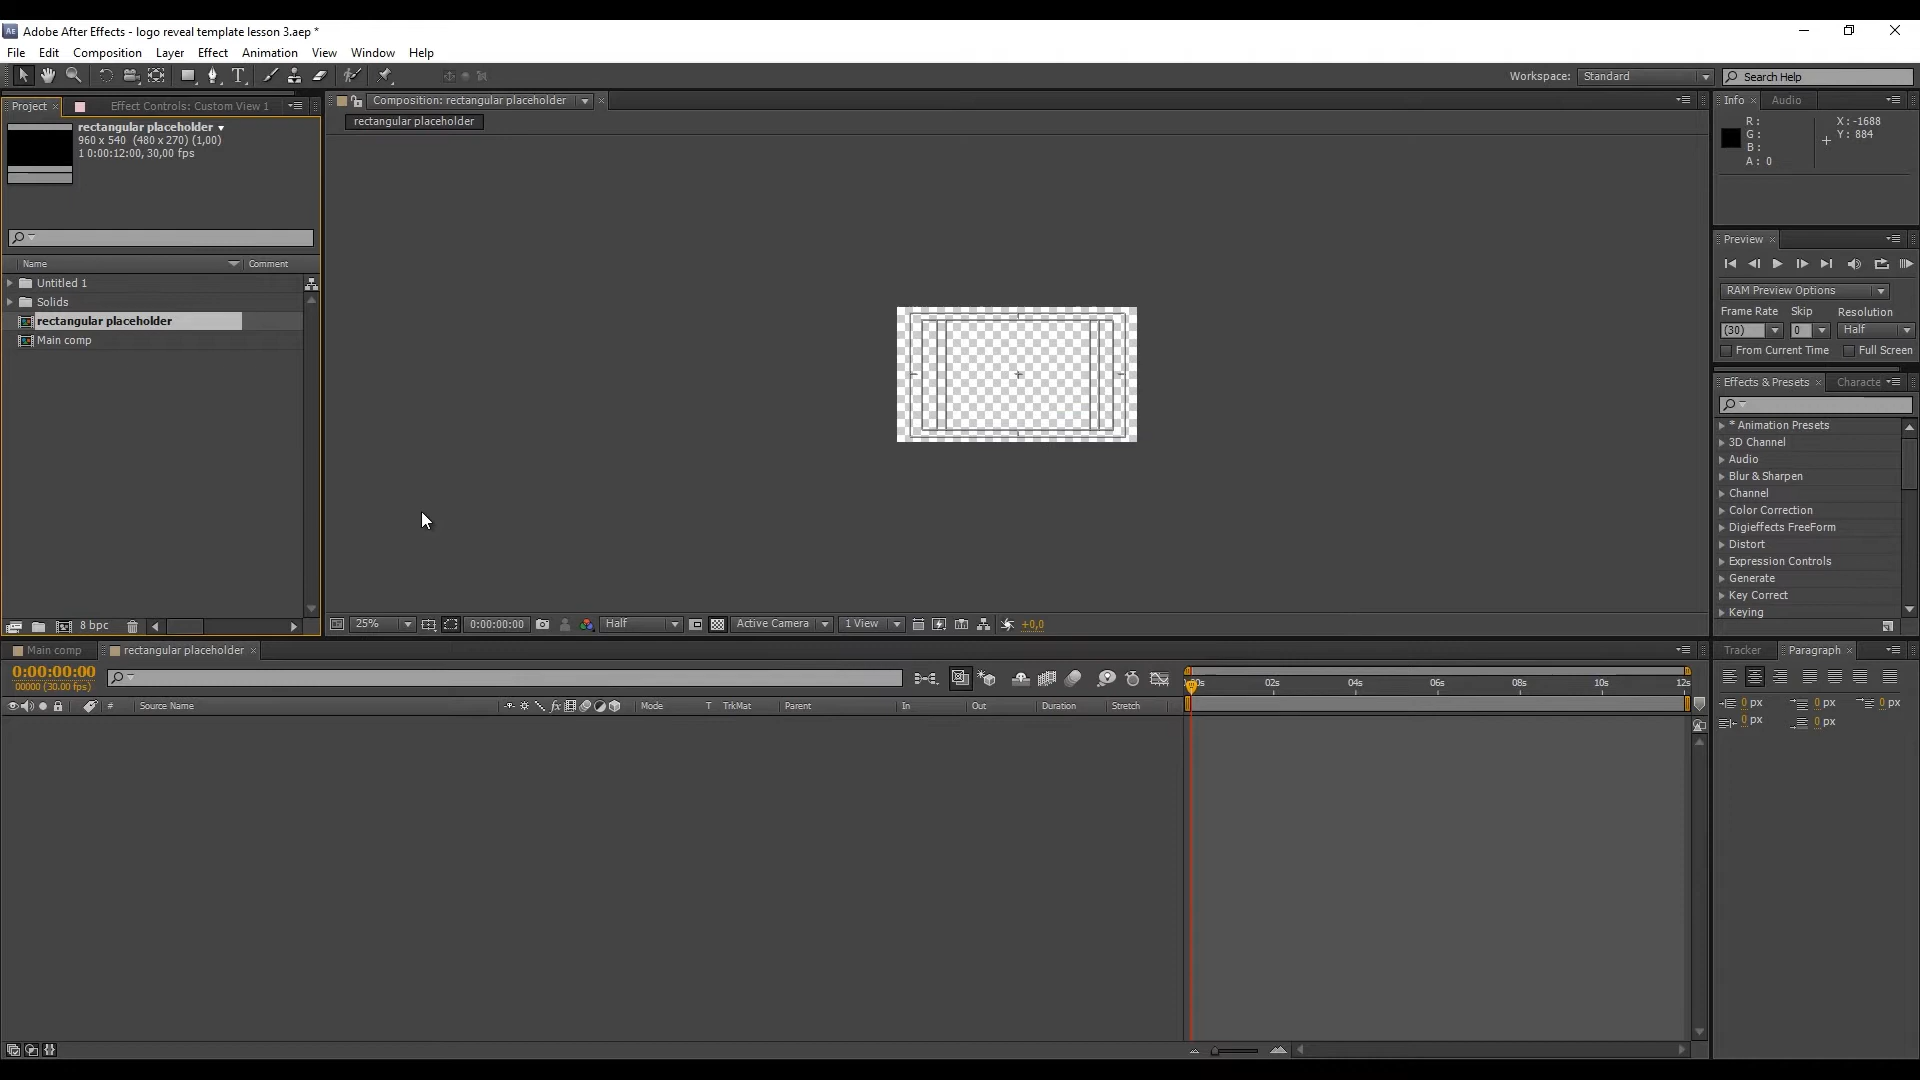 Adobe After Effects - logo reveal template lesson 3.aep *
File Edit Composition Layer Effect Animation View Window Help
Workspace: Standard
Search Help
Project
Effect Controls: Custom View 1
Composition: rectangular placeholder
rectangular placeholder
rectangular placeholder
960 x 540 (480 x 270) (1,00)
1 0:00:12:00, 30,00 fps
Name
Comment
Untitled 1
Solids
rectangular placeholder
Main comp
8 bpc
25%
0:00:00:00
Half
Active Camera
1 View
+0,0
Info
Audio
R :
G :
B :
A : 0
X : -1688
Y : 884
Preview
RAM Preview Options
Frame Rate Skip Resolution
(30) 0 Half
From Current Time Full Screen
Effects & Presets
Characte
* Animation Presets
3D Channel
Audio
Blur & Sharpen
Channel
Color Correction
Digieffects FreeForm
Distort
Expression Controls
Generate
Key Correct
Keying
Main comp
rectangular placeholder
0:00:00:00
00000 (30.00 fps)
# Source Name
fx
Mode T TrkMat Parent In Out Duration Stretch
02s 04s 06s 08s 10s 12s
Tracker
Paragraph
0 px 0 px 0 px
0 px 0 px